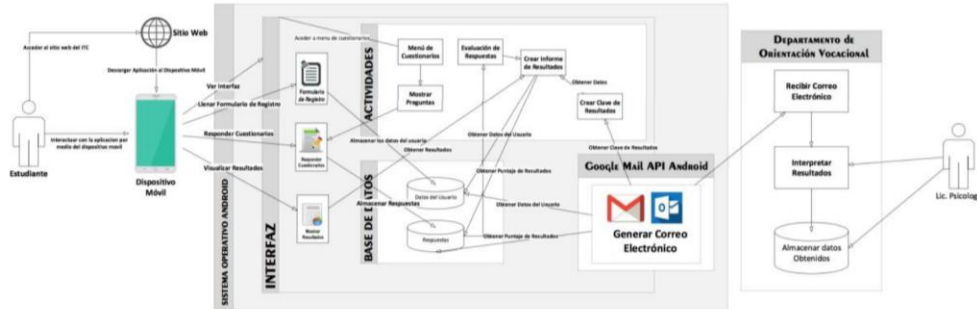 Sitio Web
Acceder al sitio web del ITC
Descargar Aplicación al Dispositivo Móvil
Interactuar con la aplicacion por
medio del dispositivo movil
Estudiante
Dispositivo
Móvil
Ver Interfaz
Llenar Formulario de Registro
Responder Cuestionarios
Visualizar Resultados
SISTEMA OPERATIVO ANDROID
INTERFAZ
Formulario
de Registro
Responder
Cuestionarios
Mostrar
Resultados
Acceder a menu de cuestionarios
ACTIVIDADES
Menú de
Cuestionarios
Mostrar
Preguntas
Evaluación de
Respuestas
Crear Informe
de Resultados
Obtener Datos
Crear Clave de
Resultados
Almacenar los datos del usuario
Obtener Resultados
Obtener Datos del Usuario
Obtener Clave de Resultados
Obtener Puntaje de Resultados
Almacenar Respuestas
BASE DE DATOS
Datos del Usuario
Respuestas
Obtener Datos del Usuario
Obtener Puntaje de Resultados
Google Mail API Android
Generar Correo
Electrónico
Departamento de
Orientación Vocacional
Recibir Correo
Electrónico
Interpretar
Resultados
Almacenar datos
Obtenidos
Lic. Psicolog